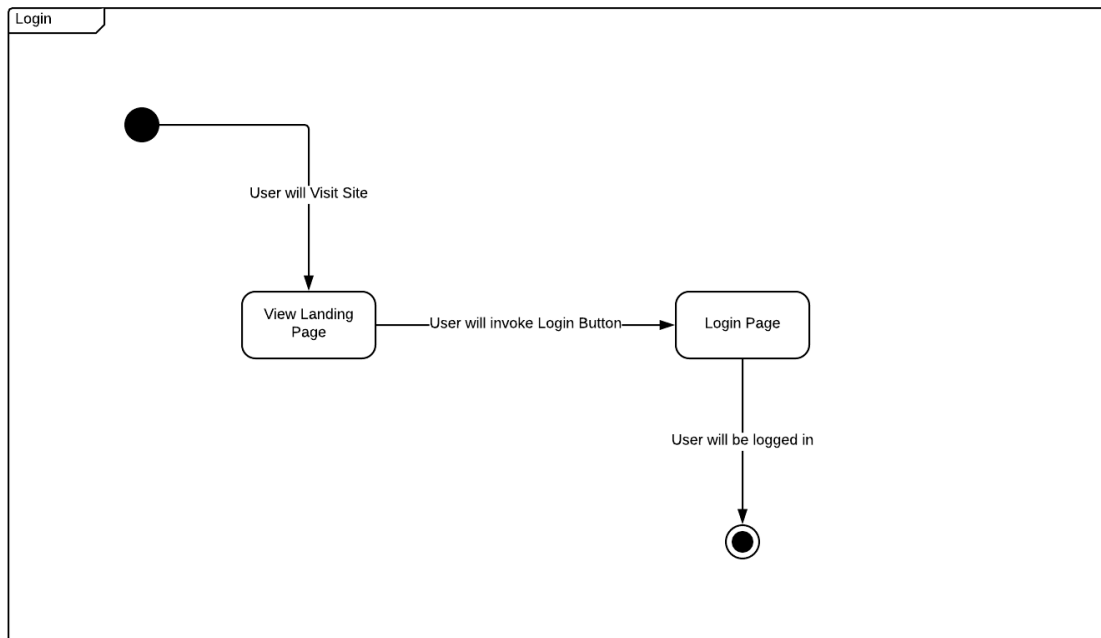 Login
User will Visit Site
View Landing
Page
User will invoke Login Button
Login Page
User will be logged in